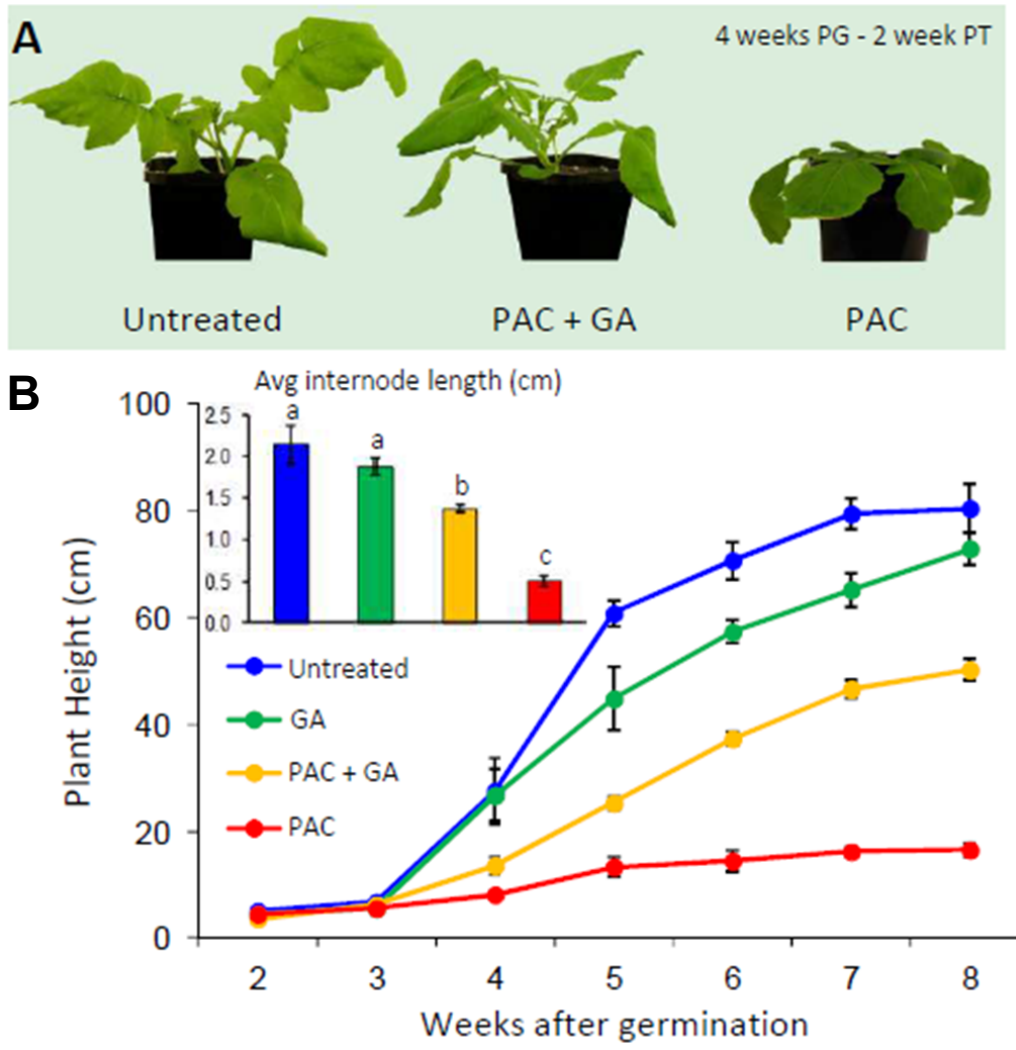 A
4 weeks PG - 2 week PT
Untreated
PAC + GA
PAC
B
Avg internode length (cm)
2.5
2.0
1.5
1.0
0.5
0.0
a
a
b
c
Plant Height (cm)
100
80
60
40
20
0
Untreated
GA
PAC + GA
PAC
2 3 4 5 6 7 8
Weeks after germination